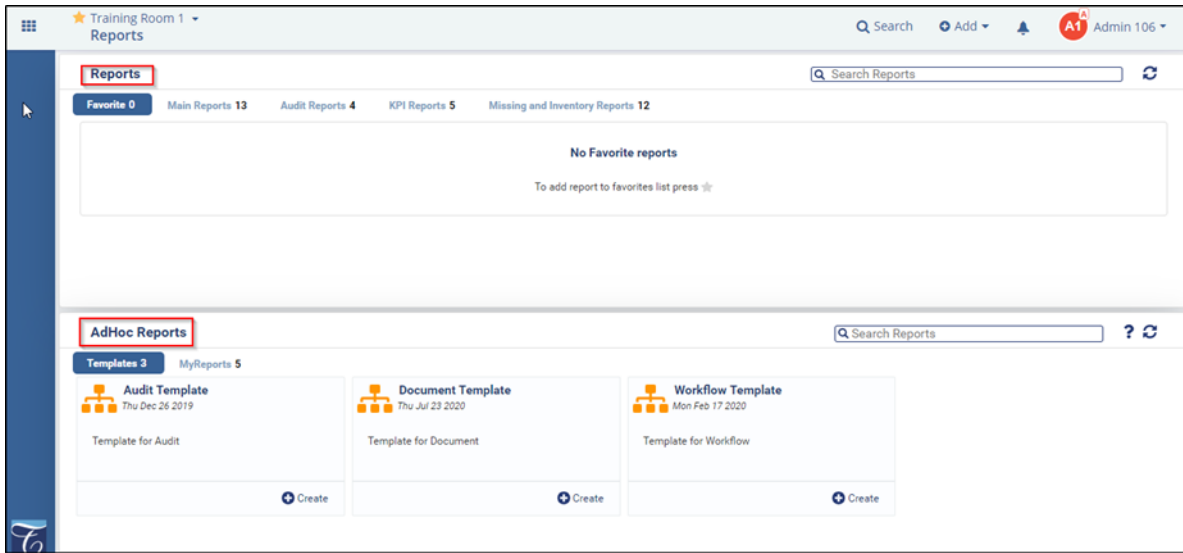 Training Room 1
Reports
Search
Add
A
A1
Admin 106
Reports
Search Reports
Favorite 0
Main Reports 13
Audit Reports 4
KPI Reports 5
Missing and Inventory Reports 12
No Favorite reports
To add report to favorites list press
AdHoc Reports
Search Reports
?
Templates 3
MyReports 5
Audit Template
Thu Dec 26 2019
Template for Audit
Create
Document Template
Thu Jul 23 2020
Template for Document
Create
Workflow Template
Mon Feb 17 2020
Template for Workflow
Create